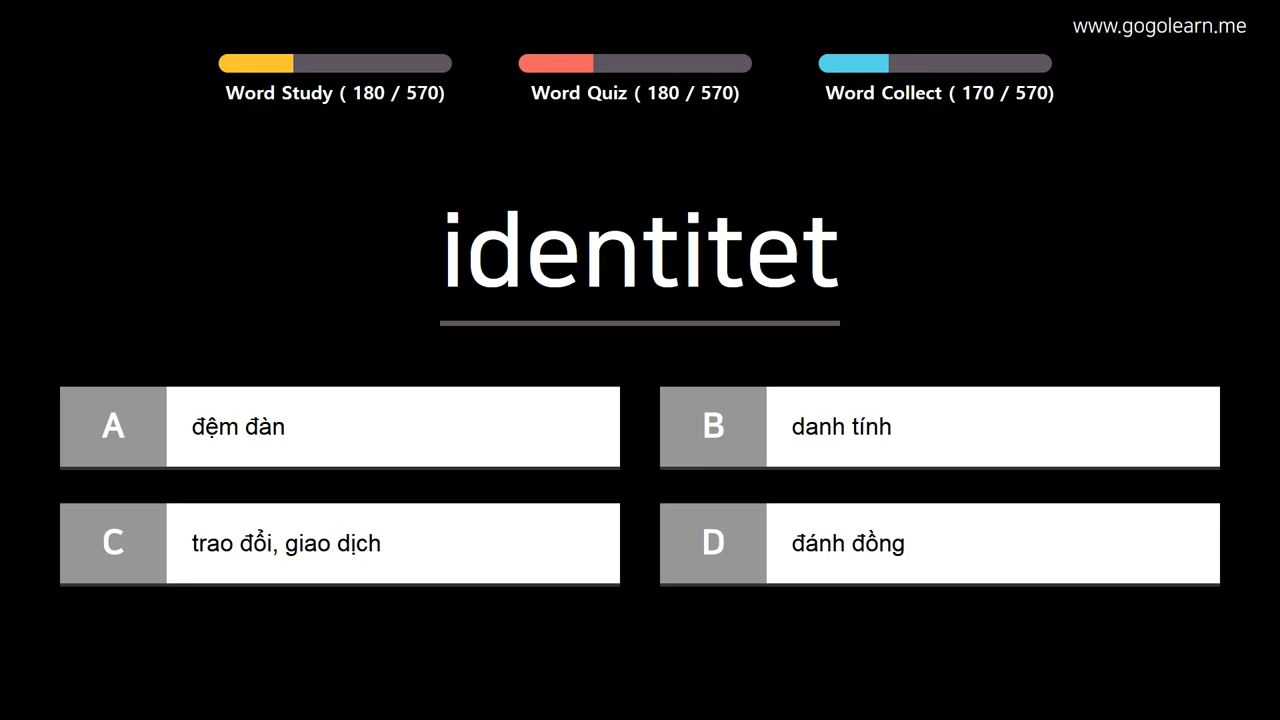 www.gogolearn.me
Word Study ( 180 / 570)
Word Quiz ( 180 / 570)
Word Collect ( 170 / 570)
identitet
A
đệm đàn
B
danh tính
C
trao đổi, giao dịch
D
đánh đồng